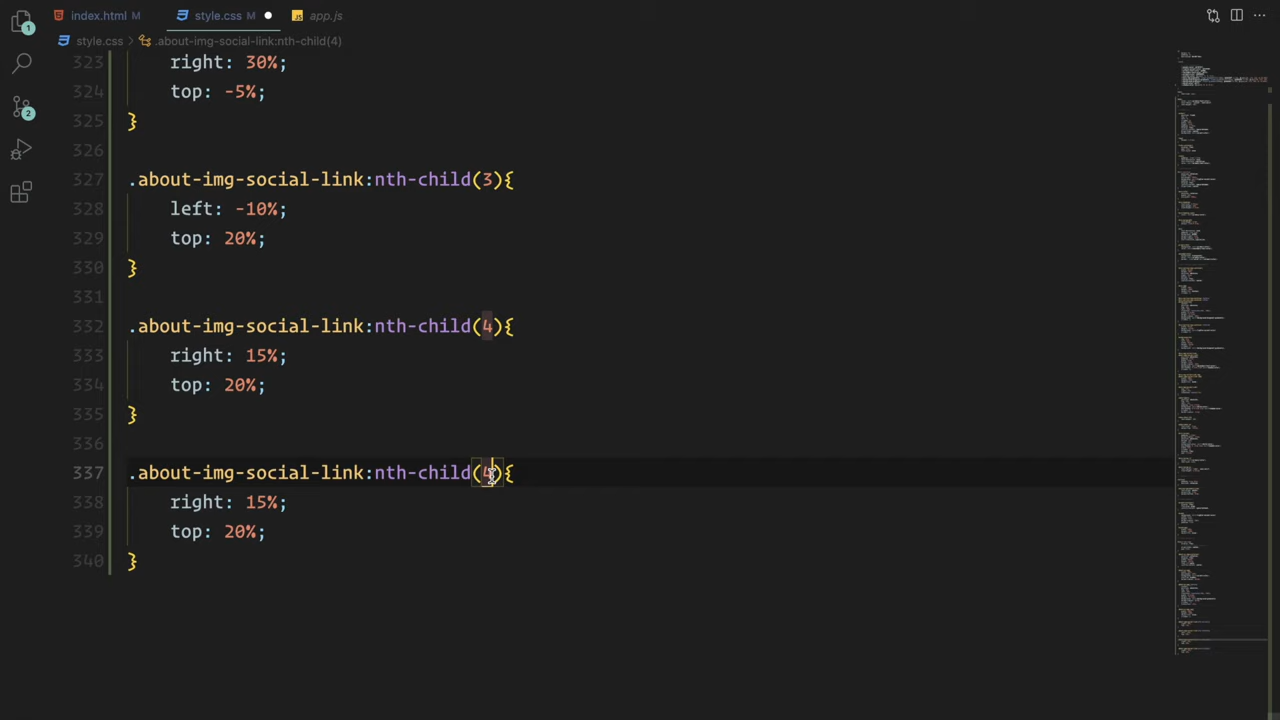 index.html M
style.css M
app.js
style.css > .about-img-social-link:nth-child(4)
323 right: 30%;
324 top: -5%;
325 }
326
327 .about-img-social-link:nth-child(3){
328 left: -10%;
329 top: 20%;
330 }
331
332 .about-img-social-link:nth-child(4){
333 right: 15%;
334 top: 20%;
335 }
336
337 .about-img-social-link:nth-child(4){
338 right: 15%;
339 top: 20%;
340 }
1
2